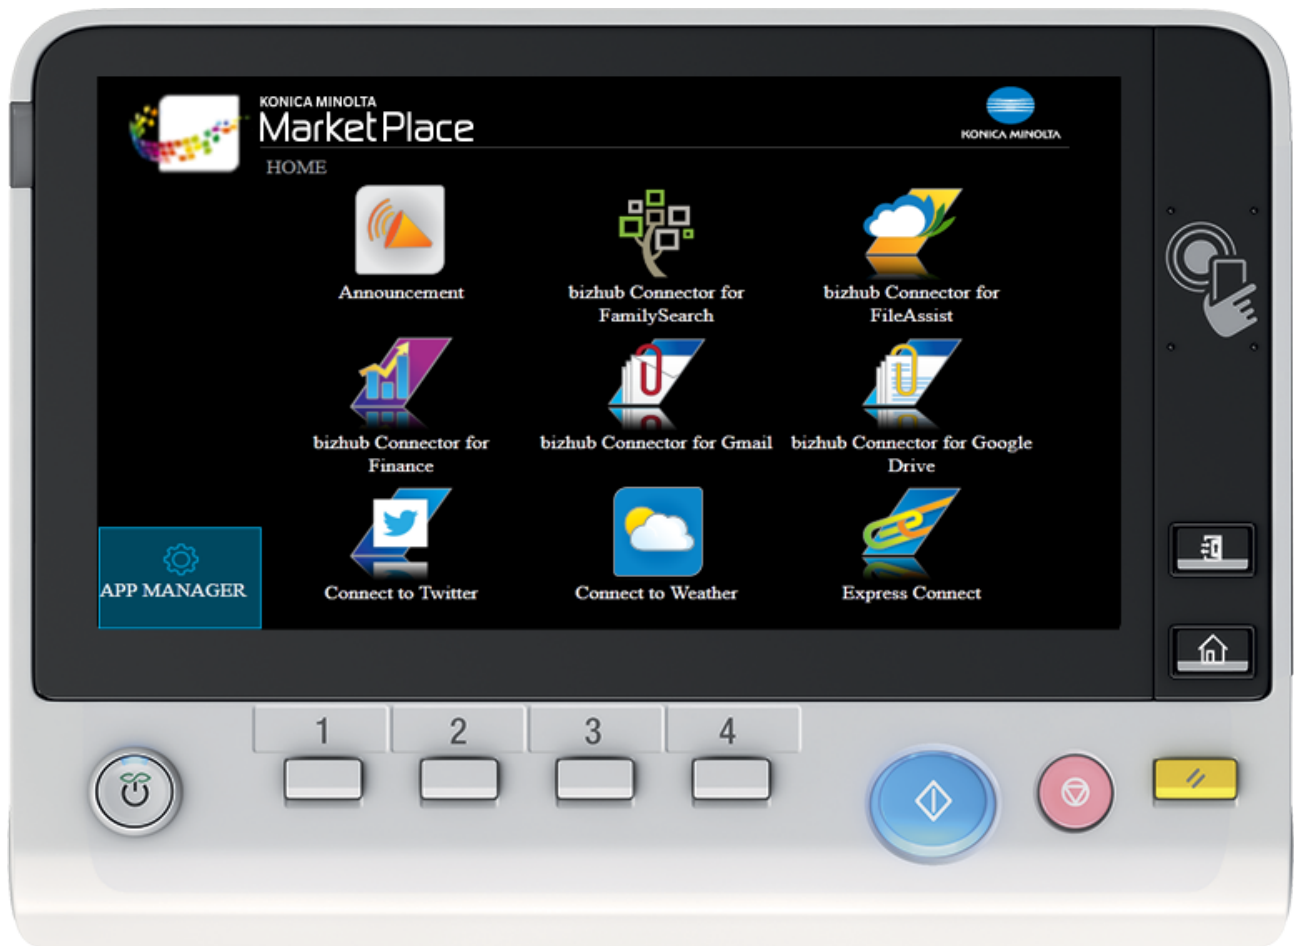 KONICA MINOLTA
MarketPlace
KONICA MINOLTA
HOME
Announcement
bizhub Connector for
FamilySearch
bizhub Connector for
FileAssist
bizhub Connector for
Finance
bizhub Connector for Gmail
bizhub Connector for Google
Drive
Connect to Twitter
Connect to Weather
Express Connect
APP MANAGER
1
2
3
4